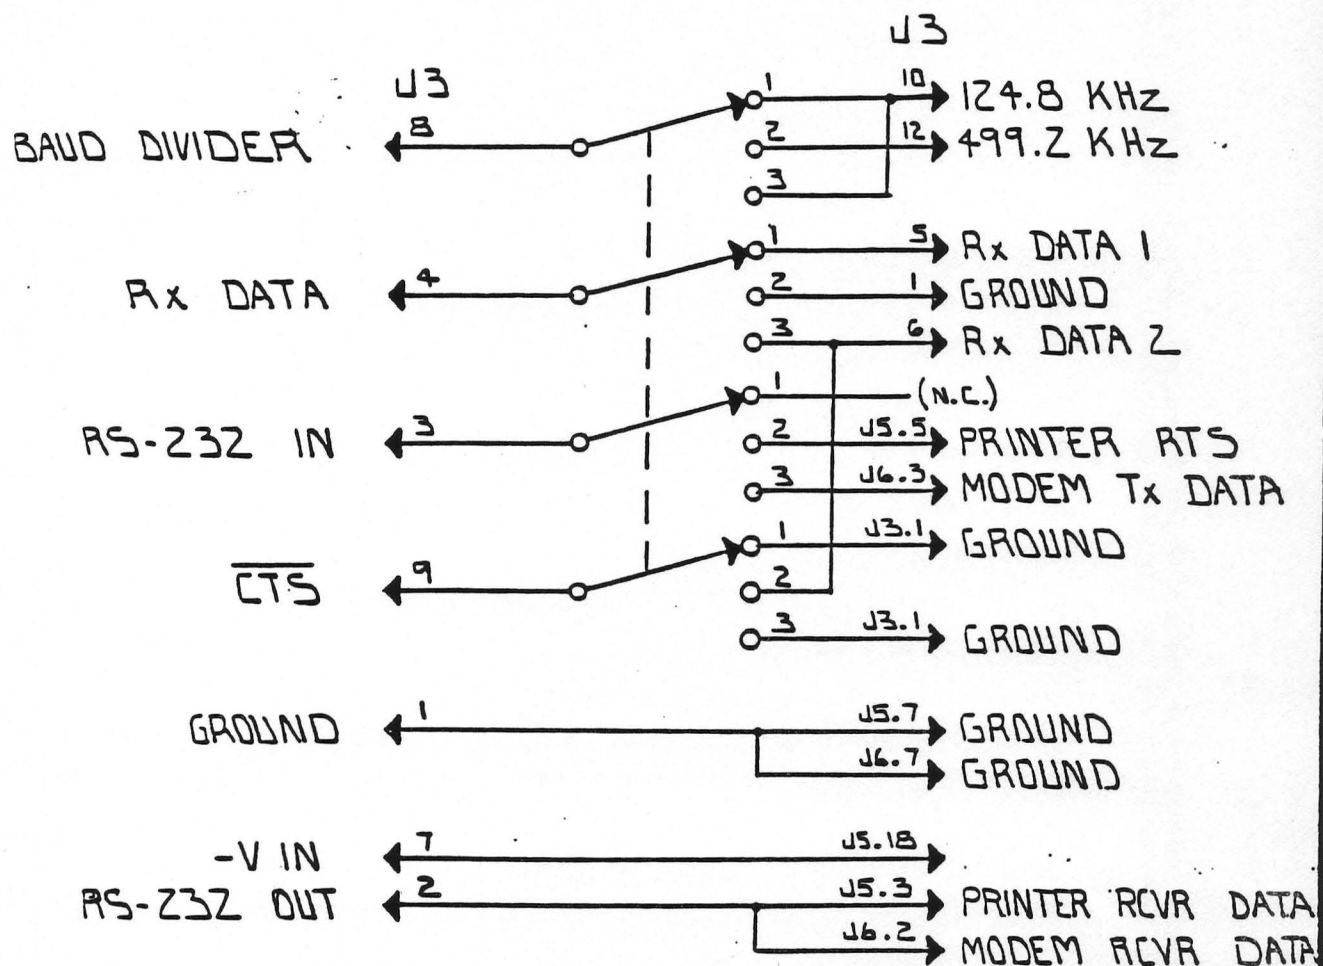 J3
J3
1 10 124.8 KHz
BAUD DIVIDER 8 2 12 499.2 KHz
3
1 5 Rx DATA 1
Rx DATA 4 2 1 GROUND
3 6 Rx DATA 2
1 (N.C.)
RS-232 IN 3 2 J5.5 PRINTER RTS
3 J6.3 MODEM Tx DATA
1 J3.1 GROUND
CTS 9 2
3 J3.1 GROUND
GROUND 1 J5.7 GROUND
J6.7 GROUND
-V IN 7 J5.18
RS-232 OUT 2 J5.3 PRINTER RCVR DATA
J6.2 MODEM RCVR DATA